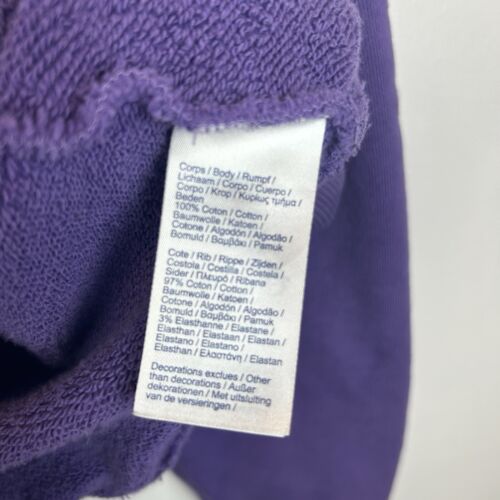 Corps / Body / Rumpf /
Lichaam / Corpo / Cuerpo /
Corpo / Krop / Κυρίως τμήμα /
Beden
100% Coton / Cotton /
Baumwolle / Katoen /
Cotone / Algodón / Algodão /
Bomuld / Βαμβάκι / Pamuk
Cote / Rib / Rippe / Zijden /
Costola / Costilla / Costela /
Sider / Πλευρό / Ribana
97% Coton / Cotton /
Baumwolle / Katoen /
Cotone / Algodón / Algodão /
Bomuld / Βαμβάκι / Pamuk
3% Elasthanne / Elastane /
Elasthan / Elastaan / Elastan /
Elastano / Elastano /
Elasthan / Ελαστάνη / Elastan
Decorations exclues / Other
than decorations / Außer
dekorationen / Met uitsluiting
van de versieringen /